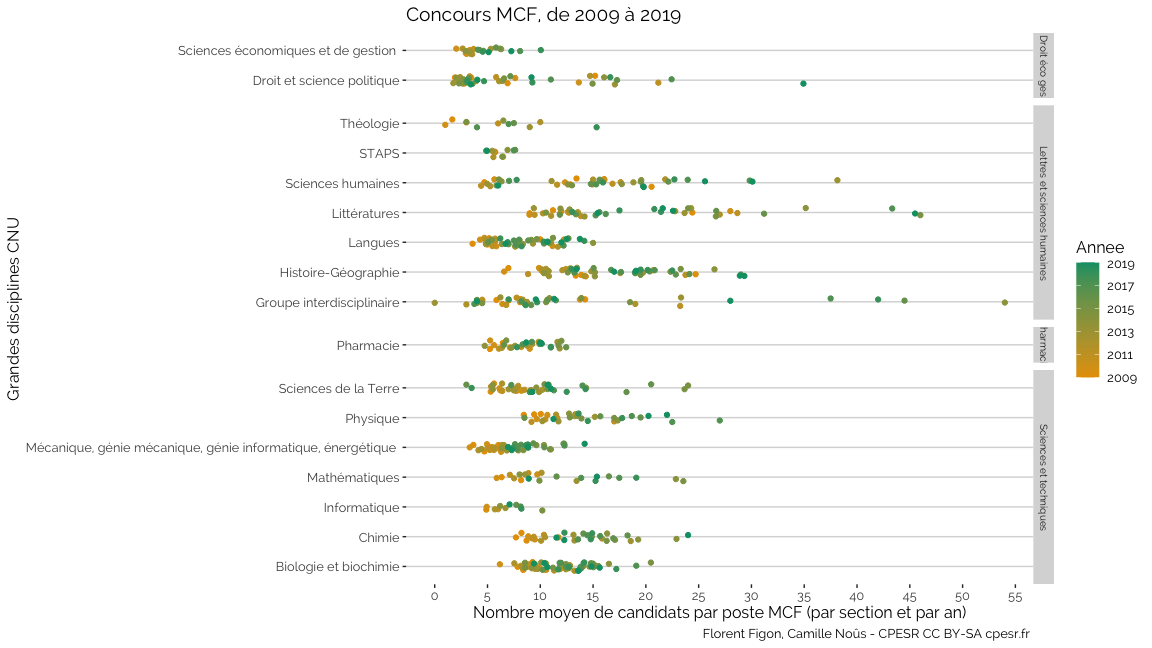 Concours MCF, de 2009 à 2019
Grandes disciplines CNU
Sciences économiques et de gestion
Droit et science politique
Droit éco ges
Théologie
STAPS
Sciences humaines
Littératures
Langues
Histoire-Géographie
Groupe interdisciplinaire
Lettres et sciences humaines
Pharmacie
harmac
Sciences de la Terre
Physique
Mécanique, génie mécanique, génie informatique, énergétique
Mathématiques
Informatique
Chimie
Biologie et biochimie
Sciences et techniques
0 5 10 15 20 25 30 35 40 45 50 55
Nombre moyen de candidats par poste MCF (par section et par an)
Annee
2019
2017
2015
2013
2011
2009
Florent Figon, Camille Noûs - CPESR CC BY-SA cpesr.fr